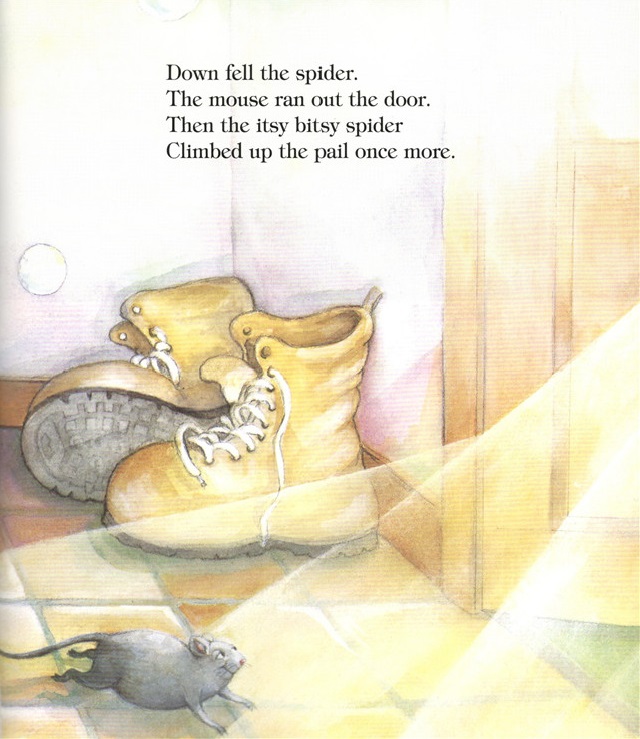 Down fell the spider.
The mouse ran out the door.
Then the itsy bitsy spider
Climbed up the pail once more.